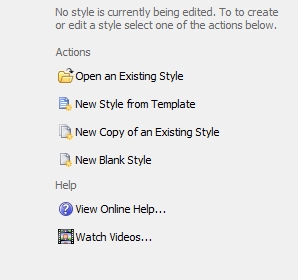 No style is currently being edited. To to create
or edit a style select one of the actions below.
Actions
Open an Existing Style
New Style from Template
New Copy of an Existing Style
New Blank Style
Help
View Online Help...
Watch Videos...